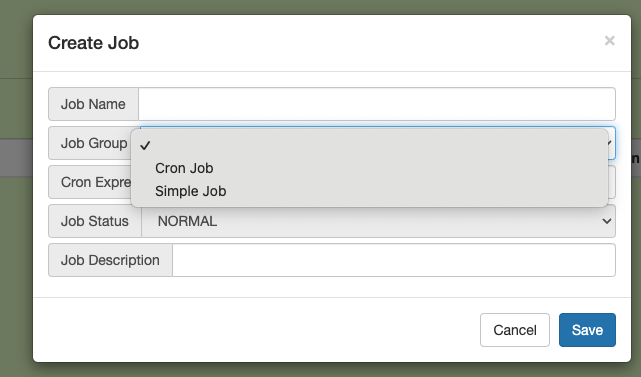 Create Job
×
Job Name
Job Group
✓
Cron Job
Cron Expre
Simple Job
Job Status NORMAL
Job Description
Cancel Save